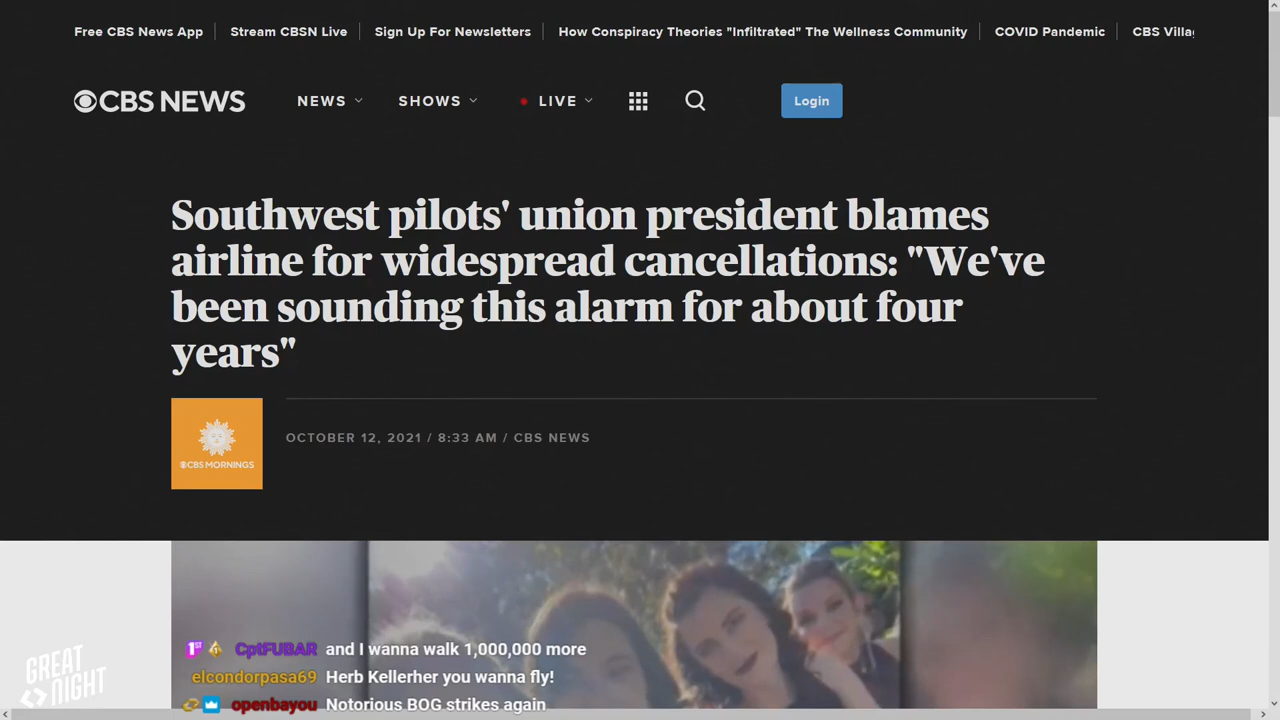 Free CBS News App
Stream CBSN Live
Sign Up For Newsletters
How Conspiracy Theories "Infiltrated" The Wellness Community
COVID Pandemic
CBS Villa
CBS NEWS
NEWS
SHOWS
LIVE
Login
Southwest pilots' union president blames
airline for widespread cancellations: "We've
been sounding this alarm for about four
years"
CBS MORNINGS
OCTOBER 12, 2021 / 8:33 AM / CBS NEWS
1ST CptFUBAR and I wanna walk 1,000,000 more
elcondorpasa69 Herb Kellerher you wanna fly!
openbayou Notorious BOG strikes again
GREAT
NIGHT